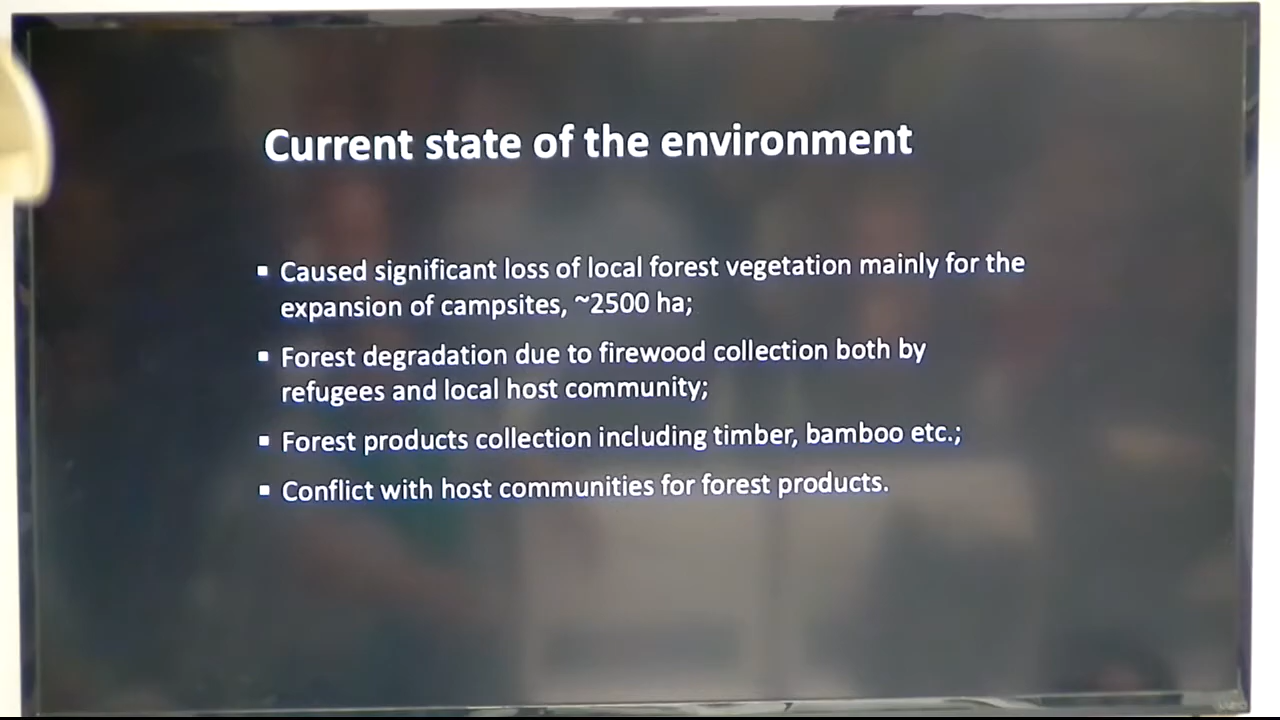 Current state of the environment
▪ Caused significant loss of local forest vegetation mainly for the
expansion of campsites, ~2500 ha;
▪ Forest degradation due to firewood collection both by
refugees and local host community;
▪ Forest products collection including timber, bamboo etc.;
▪ Conflict with host communities for forest products.